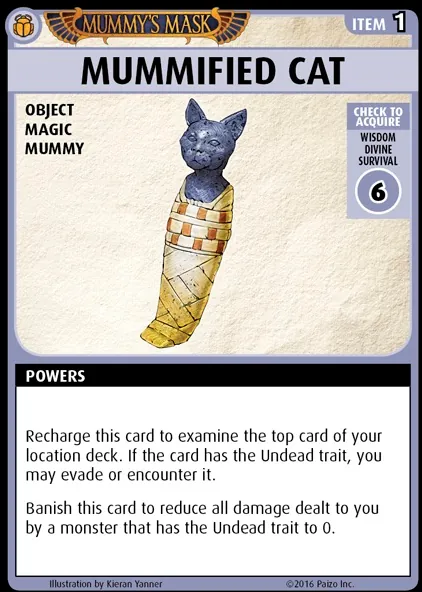 MUMMY'S MASK
ITEM 1
MUMMIFIED CAT
OBJECT
MAGIC
MUMMY
CHECK TO
ACQUIRE
WISDOM
DIVINE
SURVIVAL
6
POWERS
Recharge this card to examine the top card of your
location deck. If the card has the Undead trait, you
may evade or encounter it.
Banish this card to reduce all damage dealt to you
by a monster that has the Undead trait to 0.
Illustration by Kieran Yanner
©2016 Paizo Inc.